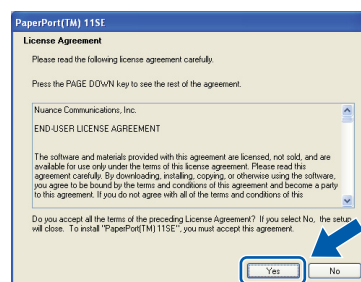 PaperPort(TM) 11SE
License Agreement
Please read the following license agreement carefully.
Press the PAGE DOWN key to see the rest of the agreement.
Nuance Communications, Inc.
END-USER LICENSE AGREEMENT
The software and materials provided with this agreement are licensed, not sold, and are
available for use only under the terms of this license agreement. Please read this
agreement carefully. By downloading, installing, copying, or otherwise using the software,
you agree to be bound by the terms and conditions of this agreement and become a party
to this agreement. If you do not agree with all of the terms and conditions of this
Do you accept all the terms of the preceding License Agreement? If you select No, the setup
will close. To install "PaperPort(TM) 11SE", you must accept this agreement.
Yes
No